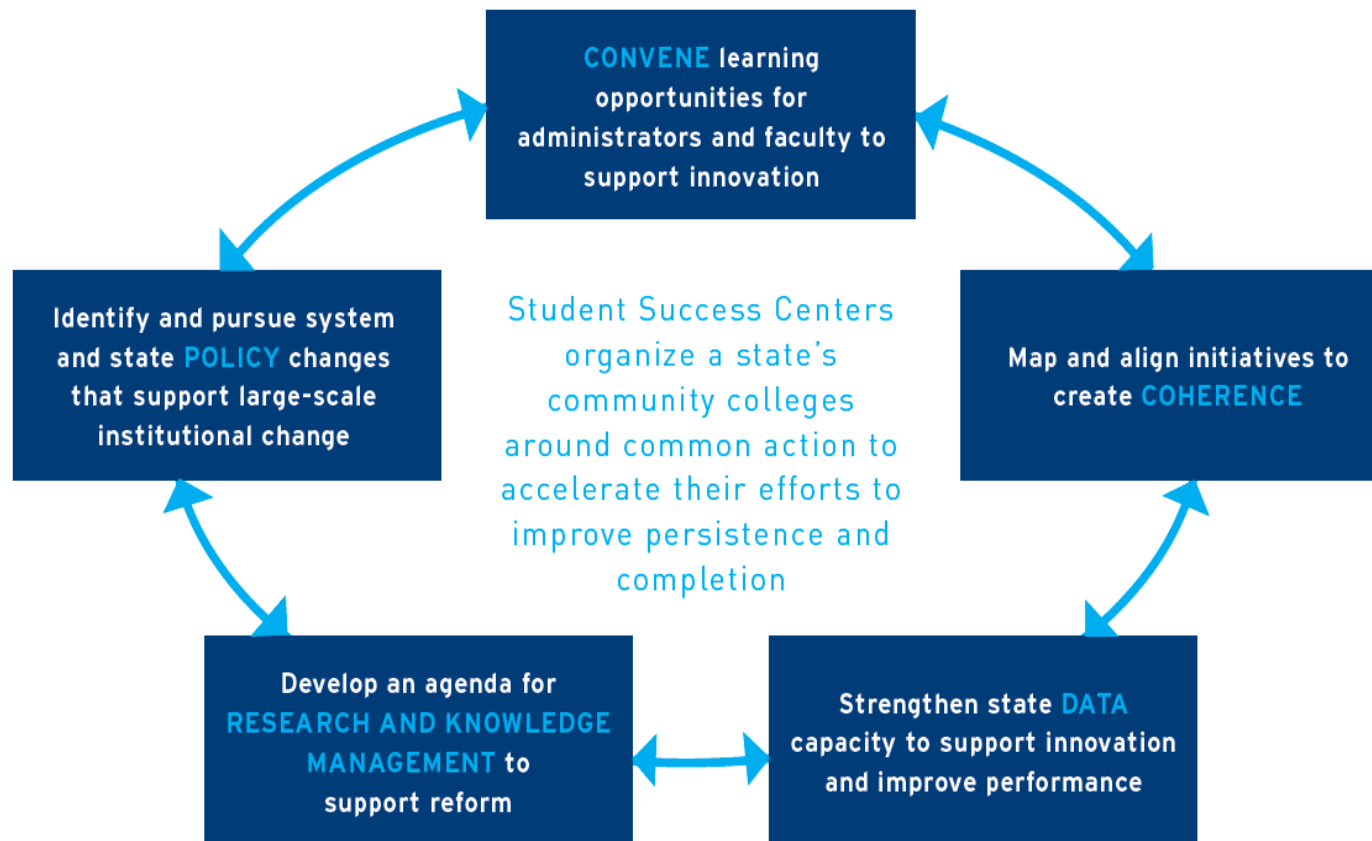 CONVENE learning
opportunities for
administrators and faculty to
support innovation
Identify and pursue system
and state POLICY changes
that support large-scale
institutional change
Student Success Centers
organize a state's
community colleges
around common action to
accelerate their efforts to
improve persistence and
completion
Map and align initiatives to
create COHERENCE
Develop an agenda for
RESEARCH AND KNOWLEDGE
MANAGEMENT to
support reform
Strengthen state DATA
capacity to support innovation
and improve performance